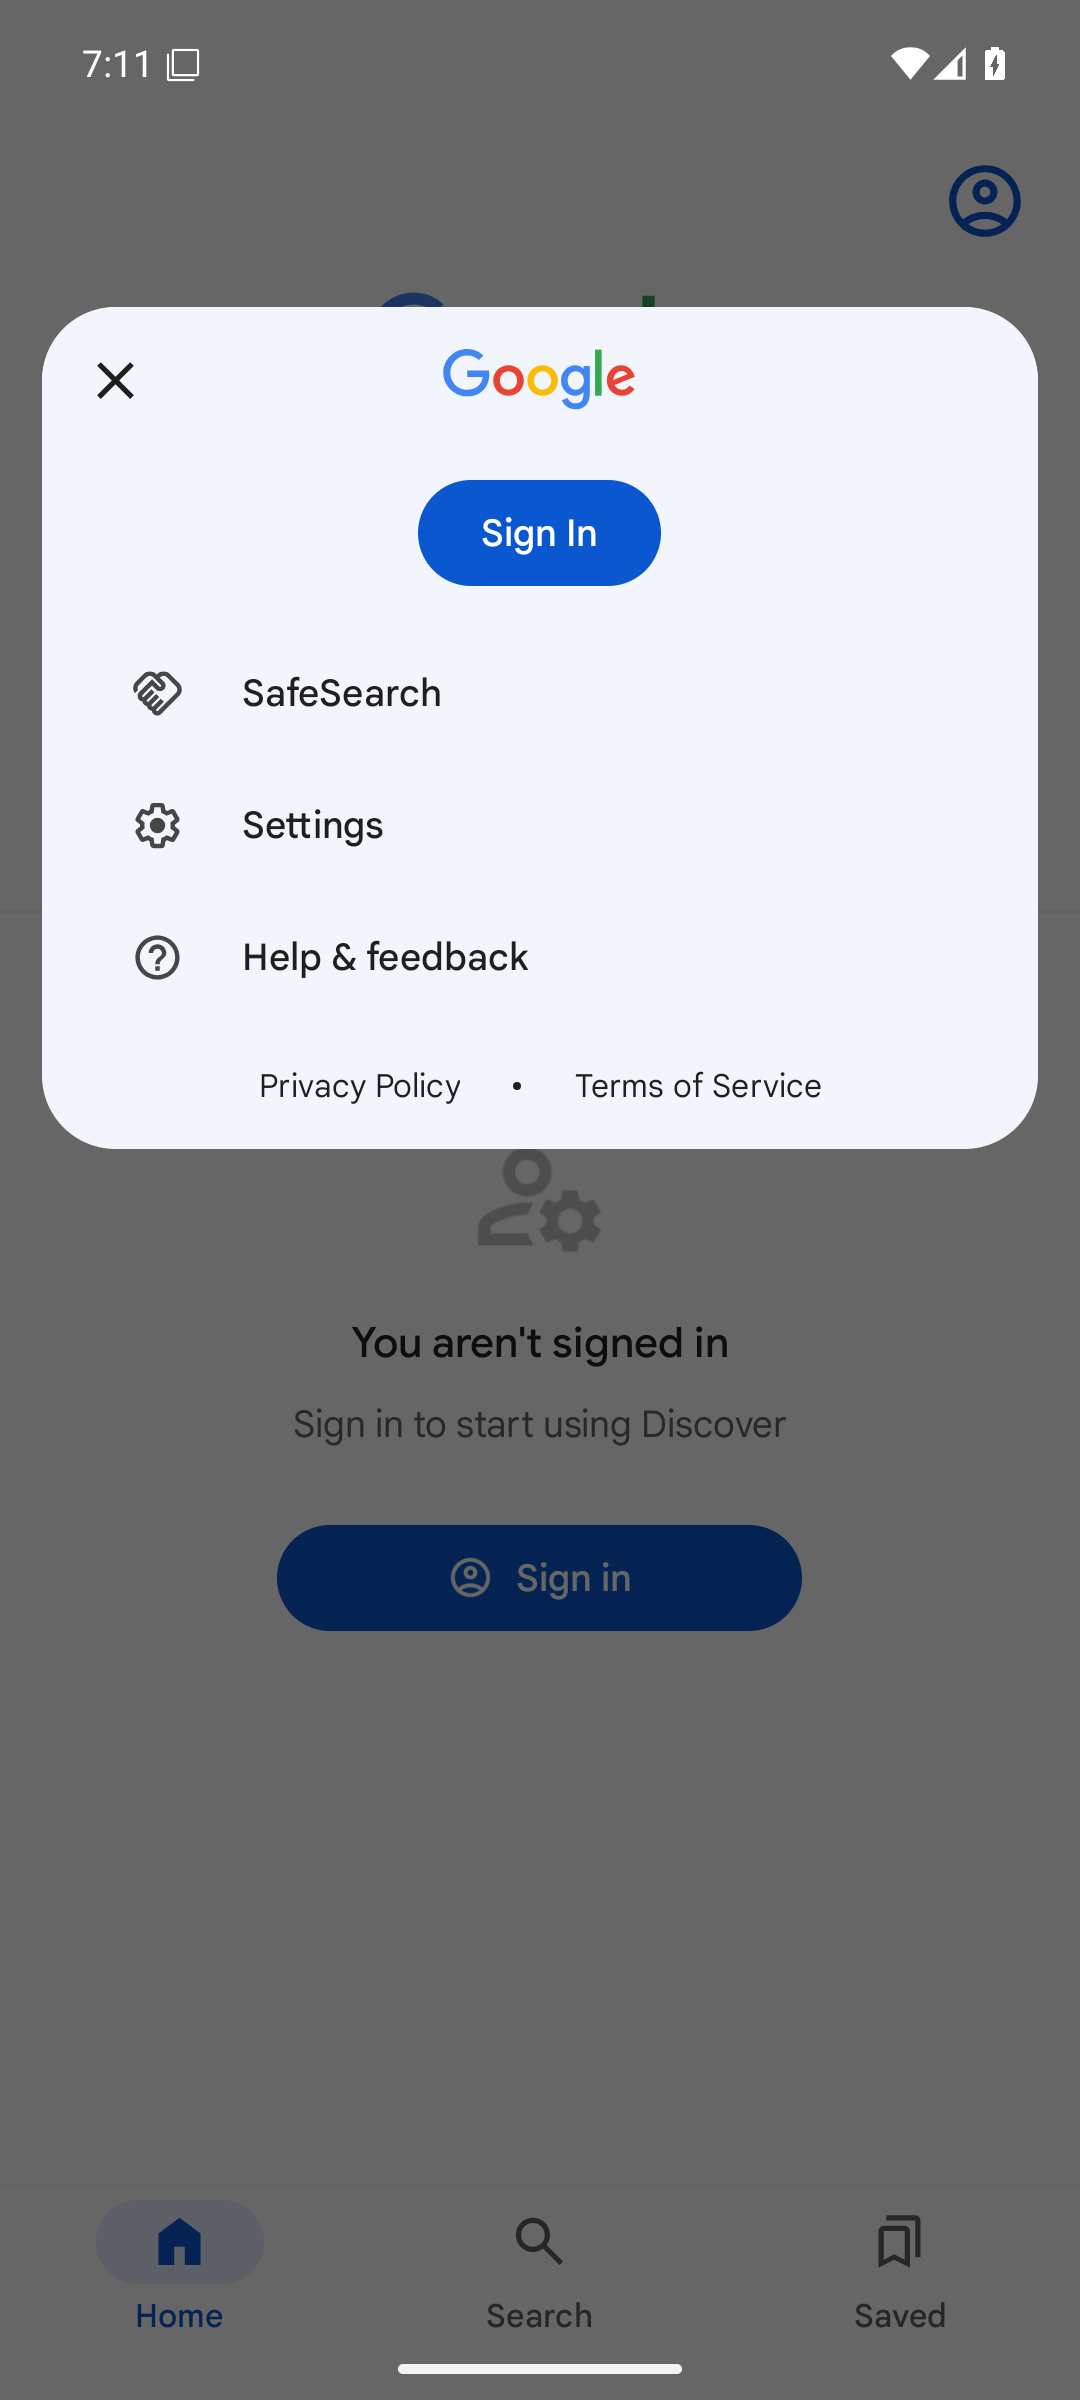 7:11
Google
Sign In
SafeSearch
Settings
Help & feedback
Privacy Policy • Terms of Service
You aren't signed in
Sign in to start using Discover
Sign in
Home Search Saved